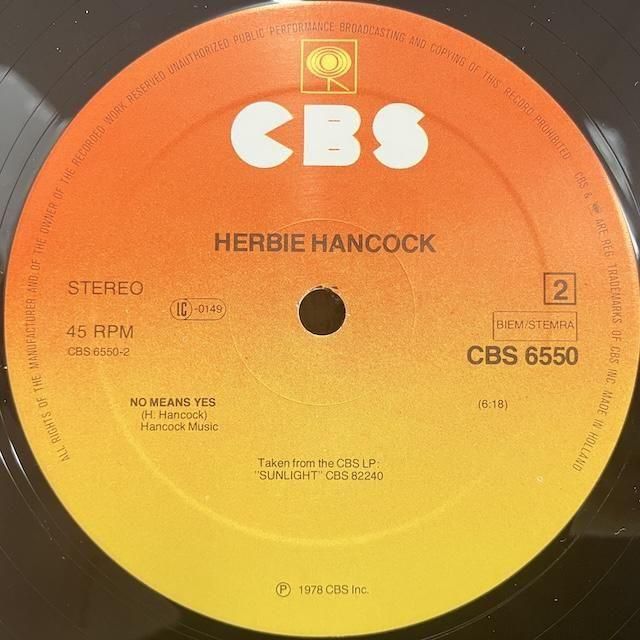 ALL RIGHTS OF THE MANUFACTURER AND OF THE OWNER OF THE RECORDED WORK RESERVED UNAUTHORIZED PUBLIC PERFORMANCE BROADCASTING AND COPYING OF THIS RECORD PROHIBITED
CBS & ARE REG. TRADEMARKS OF CBS INC. MADE IN HOLLAND
CBS
HERBIE HANCOCK
STEREO
LC -0149
2
45 RPM
BIEM/STEMRA
CBS 6550-2
CBS 6550
NO MEANS YES (6:18)
(H. Hancock)
Hancock Music
Taken from the CBS LP:
"SUNLIGHT" CBS 82240
℗ 1978 CBS Inc.